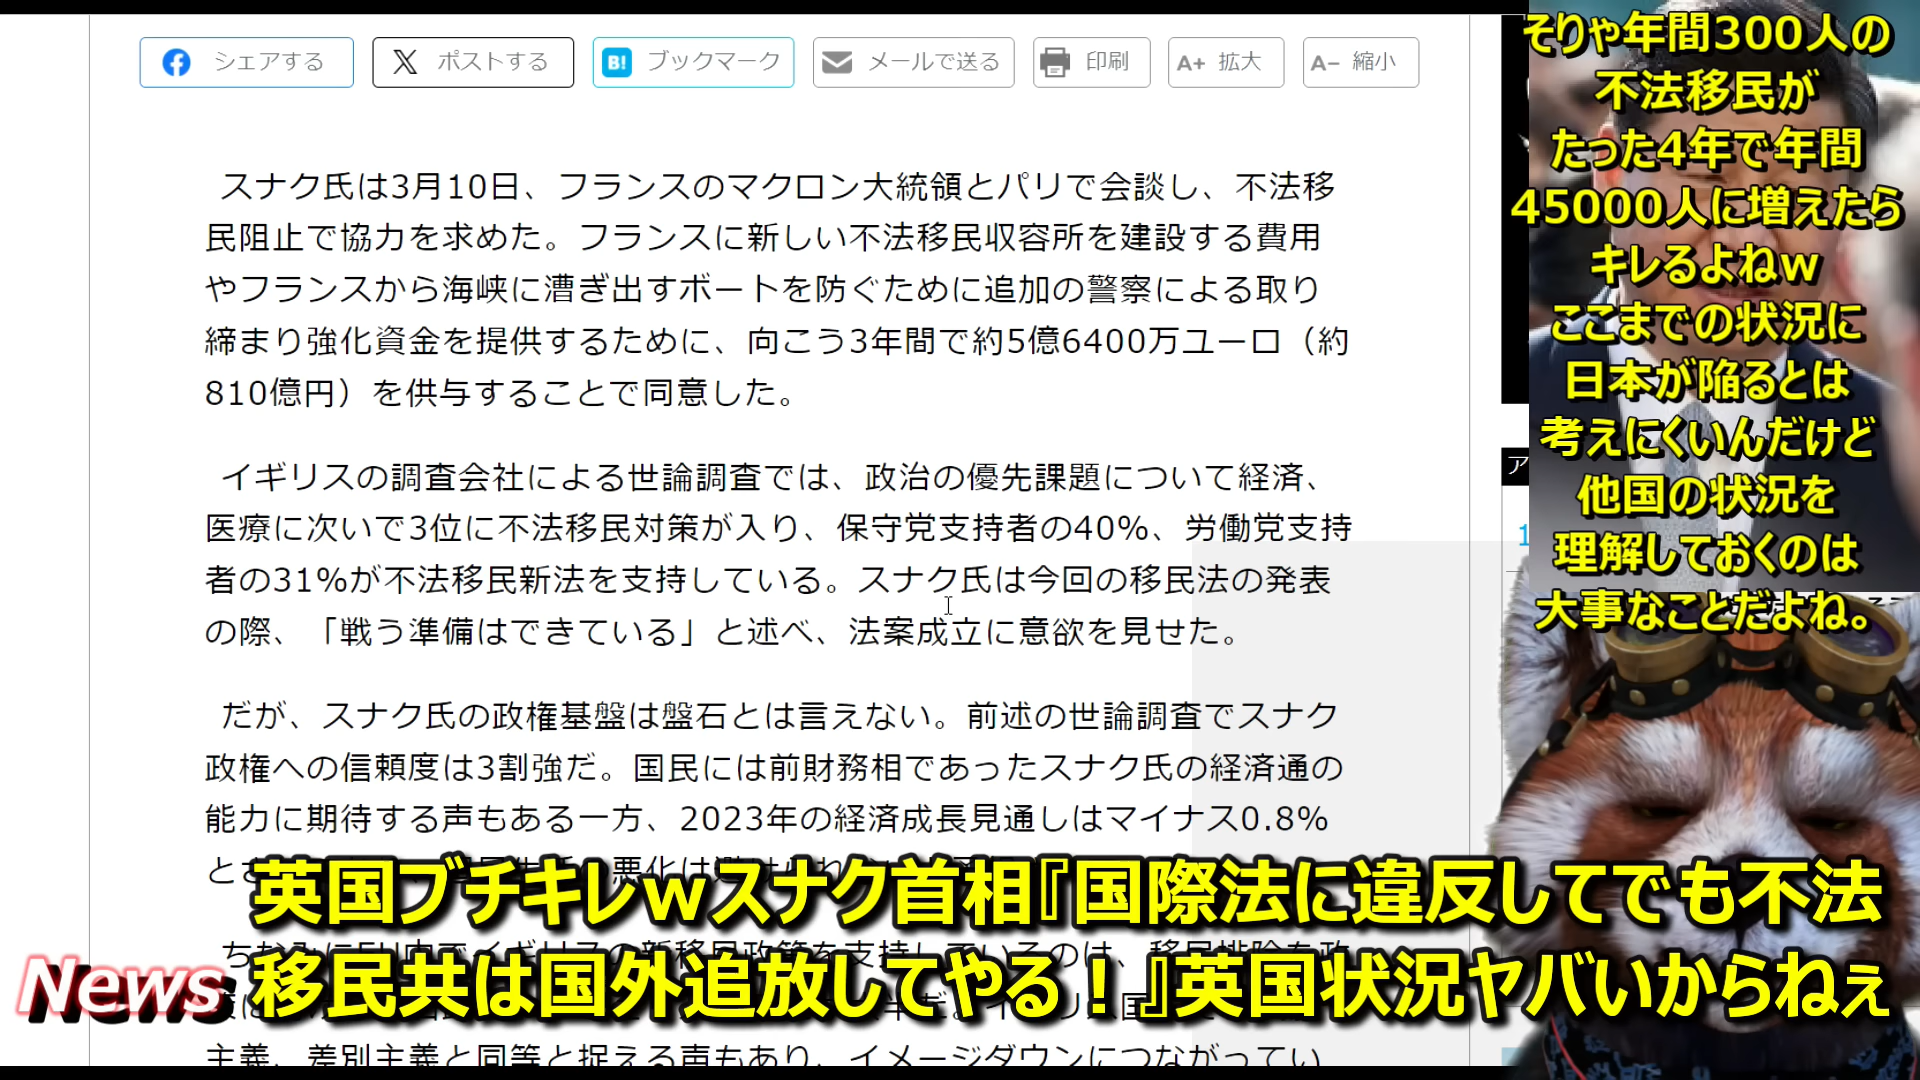 シェアする
ポストする
B! ブックマーク
メールで送る
印刷
A+ 拡大
A− 縮小
スナク氏は3月10日、フランスのマクロン大統領とパリで会談し、不法移
民阻止で協力を求めた。フランスに新しい不法移民収容所を建設する費用
やフランスから海峡に漕ぎ出すボートを防ぐために追加の警察による取り
締まり強化資金を提供するために、向こう3年間で約5億6400万ユーロ（約
810億円）を供与することで同意した。
イギリスの調査会社による世論調査では、政治の優先課題について経済、
医療に次いで3位に不法移民対策が入り、保守党支持者の40%、労働党支持
者の31%が不法移民新法を支持している。スナク氏は今回の移民法の発表
の際、「戦う準備はできている」と述べ、法案成立に意欲を見せた。
だが、スナク氏の政権基盤は盤石とは言えない。前述の世論調査でスナク
政権への信頼度は3割強だ。国民には前財務相であったスナク氏の経済通の
能力に期待する声もある一方、2023年の経済成長見通しはマイナス0.8%
主義、差別主義と同等と捉える声もあり、イメージダウンにつながってい
そりゃ年間300人の
不法移民が
たった4年で年間
45000人に増えたら
キレるよねw
ここまでの状況に
日本が陥るとは
考えにくいんだけど
他国の状況を
理解しておくのは
大事なことだよね。
ア
1
News
英国ブチキレwスナク首相『国際法に違反してでも不法
移民共は国外追放してやる！』英国状況ヤバいからねぇ